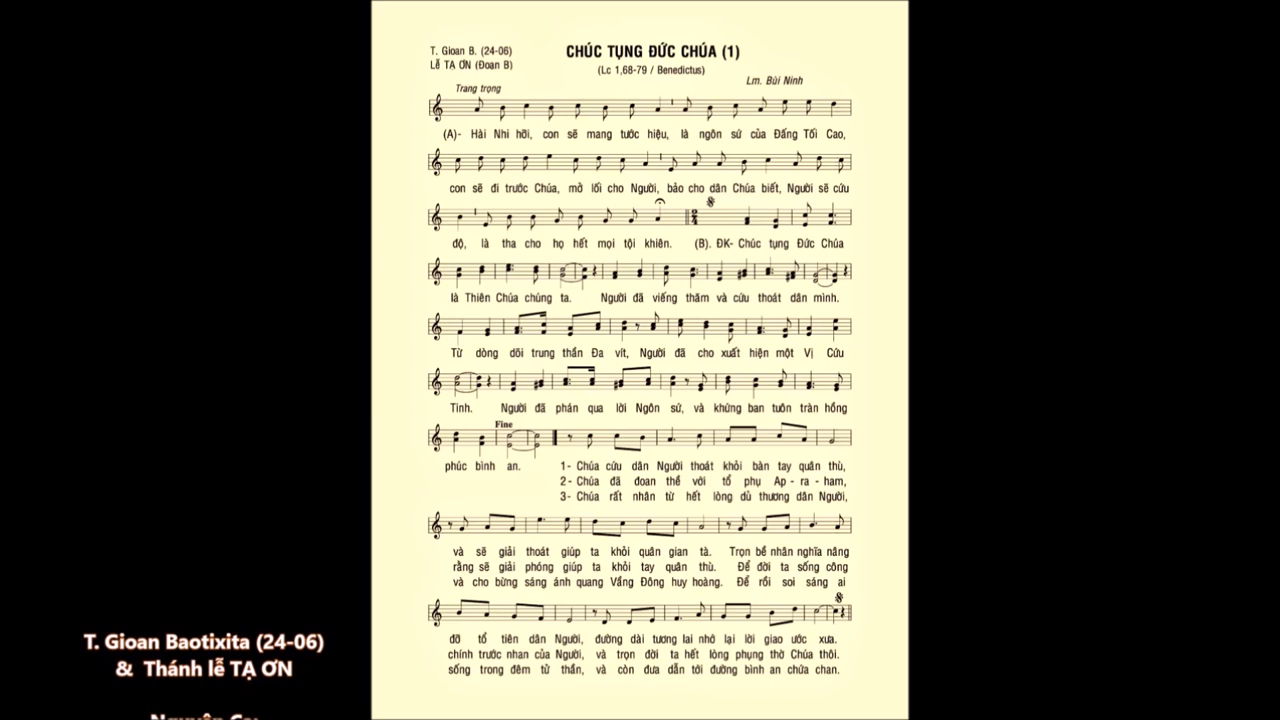 T. Gioan B. (24-06)
LỄ TẠ ƠN (Đoạn B)
CHÚC TỤNG ĐỨC CHÚA (1)
(Lc 1,68-79 / Benedictus)
Lm. Bùi Ninh
Trang trọng
(A)- Hài Nhi hỡi, con sẽ mang tước hiệu, là ngôn sứ của Đấng Tối Cao,
con sẽ đi trước Chúa, mở lối cho Người, bảo cho dân Chúa biết, Người sẽ cứu
độ, là tha cho họ hết mọi tội khiên. (B). ĐK- Chúc tụng Đức Chúa
là Thiên Chúa chúng ta. Người đã viếng thăm và cứu thoát dân mình.
Từ dòng dõi trung thần Đa vít, Người đã cho xuất hiện một Vị Cứu
Tinh. Người đã phán qua lời Ngôn sứ, và khứng ban tuôn tràn hồng
Fine
phúc bình an. 1- Chúa cứu dân Người thoát khỏi bàn tay quân thù,
2- Chúa đã đoan thề với tổ phụ Ap - ra - ham,
3- Chúa rất nhân từ hết lòng dủ thương dân Người,
và sẽ giải thoát giúp ta khỏi quân gian tà. Trọn bề nhân nghĩa nâng
rằng sẽ giải phóng giúp ta khỏi tay quân thù. Để đời ta sống công
và cho bừng sáng ánh quang Vầng Đông huy hoàng. Để rồi soi sáng ai
đỡ tổ tiên dân Người, đường dài tương lai nhớ lại lời giao ước xưa.
chính trước nhan của Người, và trọn đời ta hết lòng phụng thờ Chúa thôi.
sống trong đêm tử thần, và còn đưa dẫn tới đường bình an chứa chan.
T. Gioan Baotixita (24-06)
& Thánh lễ TẠ ƠN